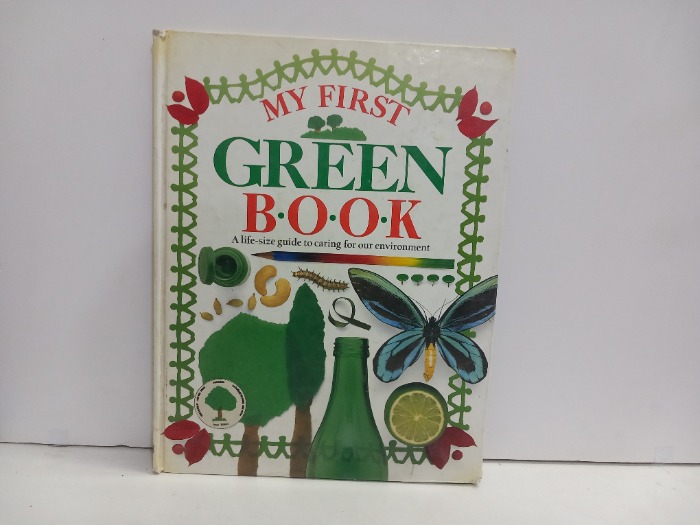 MY FIRST
GREEN
B·O·O·K
A life-size guide to caring for our environment